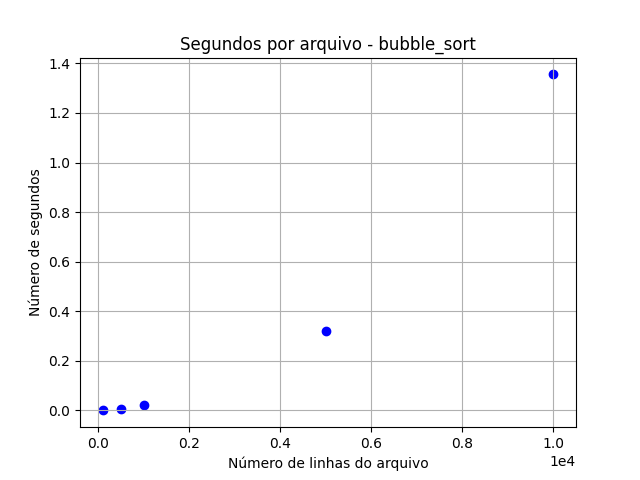 Segundos por arquivo - bubble_sort
1.4
1.2
1.0
0.8
0.6
0.4
0.2
0.0
Número de segundos
0.0 0.2 0.4 0.6 0.8 1.0
1e4
Número de linhas do arquivo